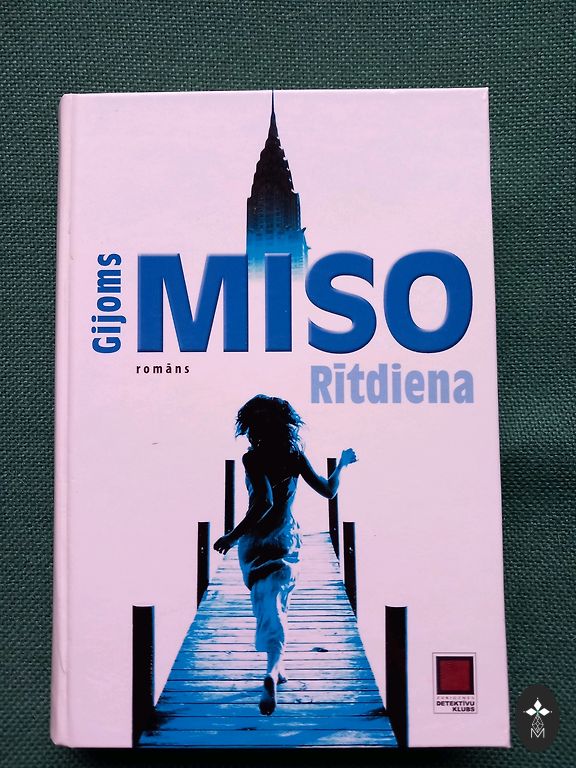 Gijoms
MISO
romāns
Rītdiena
DETEKTĪVU
KLUBS